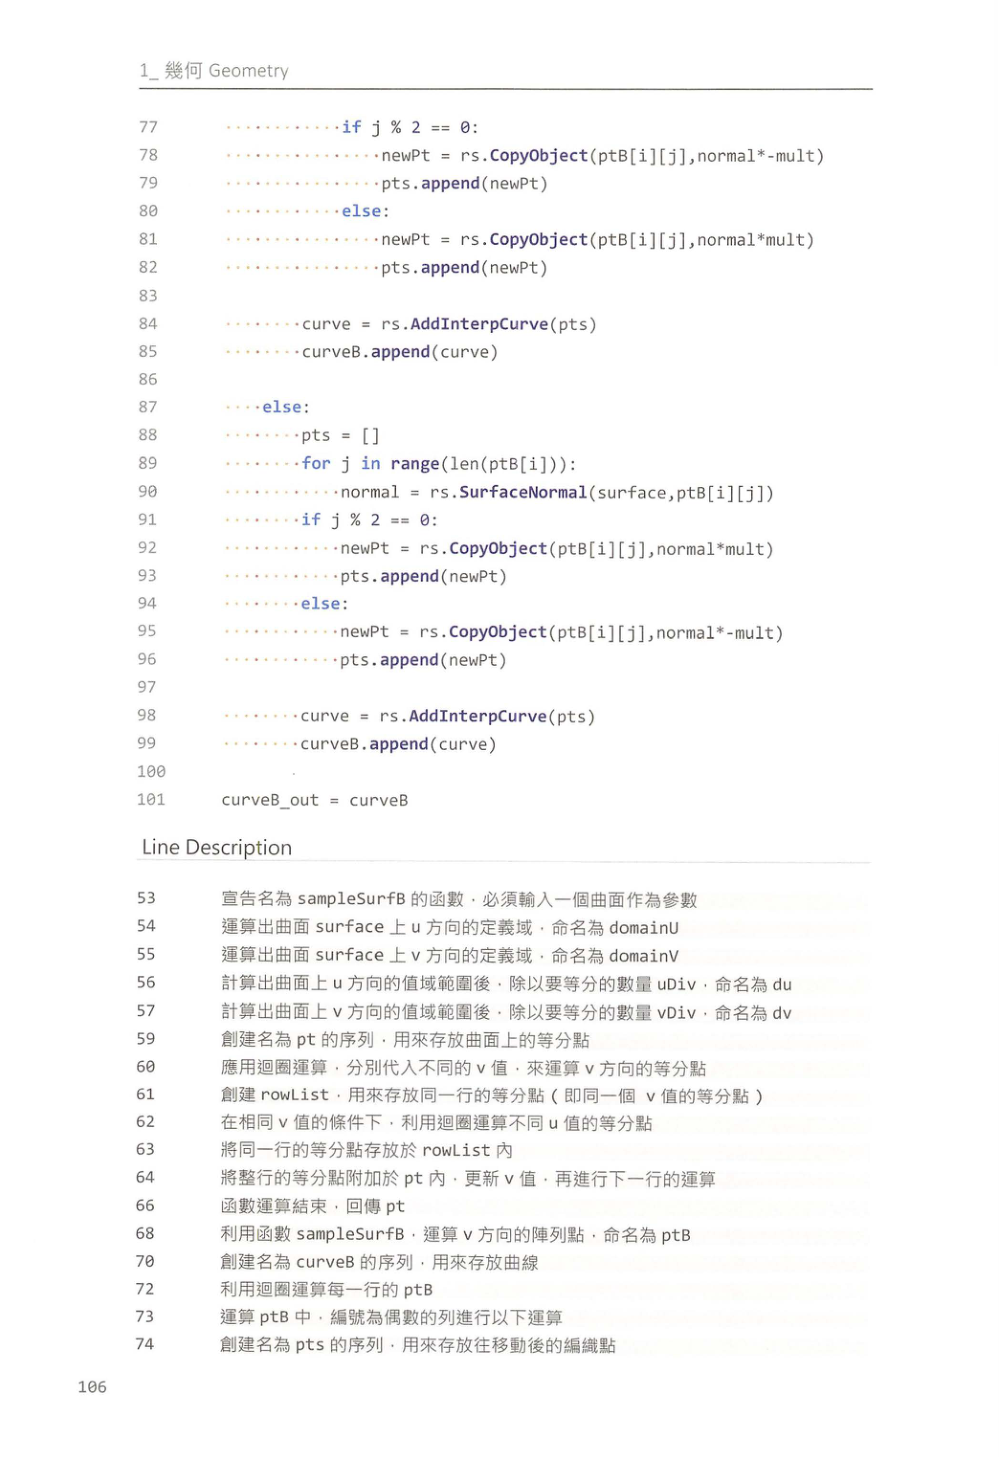 1_ 幾何 Geometry
77 ············if j % 2 == 0:
78 ················newPt = rs.CopyObject(ptB[i][j],normal*-mult)
79 ················pts.append(newPt)
80 ············else:
81 ················newPt = rs.CopyObject(ptB[i][j],normal*mult)
82 ················pts.append(newPt)
83
84 ········curve = rs.AddInterpCurve(pts)
85 ········curveB.append(curve)
86
87 ····else:
88 ········pts = []
89 ········for j in range(len(ptB[i])):
90 ············normal = rs.SurfaceNormal(surface,ptB[i][j])
91 ········if j % 2 == 0:
92 ············newPt = rs.CopyObject(ptB[i][j],normal*mult)
93 ············pts.append(newPt)
94 ········else:
95 ············newPt = rs.CopyObject(ptB[i][j],normal*-mult)
96 ············pts.append(newPt)
97
98 ········curve = rs.AddInterpCurve(pts)
99 ········curveB.append(curve)
100
101 curveB_out = curveB
Line Description
53 宣告名為 sampleSurfB 的函數，必須輸入一個曲面作為參數
54 運算出曲面 surface 上 u 方向的定義域，命名為 domainU
55 運算出曲面 surface 上 v 方向的定義域，命名為 domainV
56 計算出曲面上 u 方向的值域範圍後，除以要等分的數量 uDiv，命名為 du
57 計算出曲面上 v 方向的值域範圍後，除以要等分的數量 vDiv，命名為 dv
59 創建名為 pt 的序列，用來存放曲面上的等分點
60 應用迴圈運算，分別代入不同的 v 值，來運算 v 方向的等分點
61 創建 rowList，用來存放同一行的等分點 ( 即同一個 v 值的等分點 )
62 在相同 v 值的條件下，利用迴圈運算不同 u 值的等分點
63 將同一行的等分點存放於 rowList 內
64 將整行的等分點附加於 pt 內，更新 v 值，再進行下一行的運算
66 函數運算結束，回傳 pt
68 利用函數 sampleSurfB，運算 v 方向的陣列點，命名為 ptB
70 創建名為 curveB 的序列，用來存放曲線
72 利用迴圈運算每一行的 ptB
73 運算 ptB 中，編號為偶數的列進行以下運算
74 創建名為 pts 的序列，用來存放往移動後的編織點
106